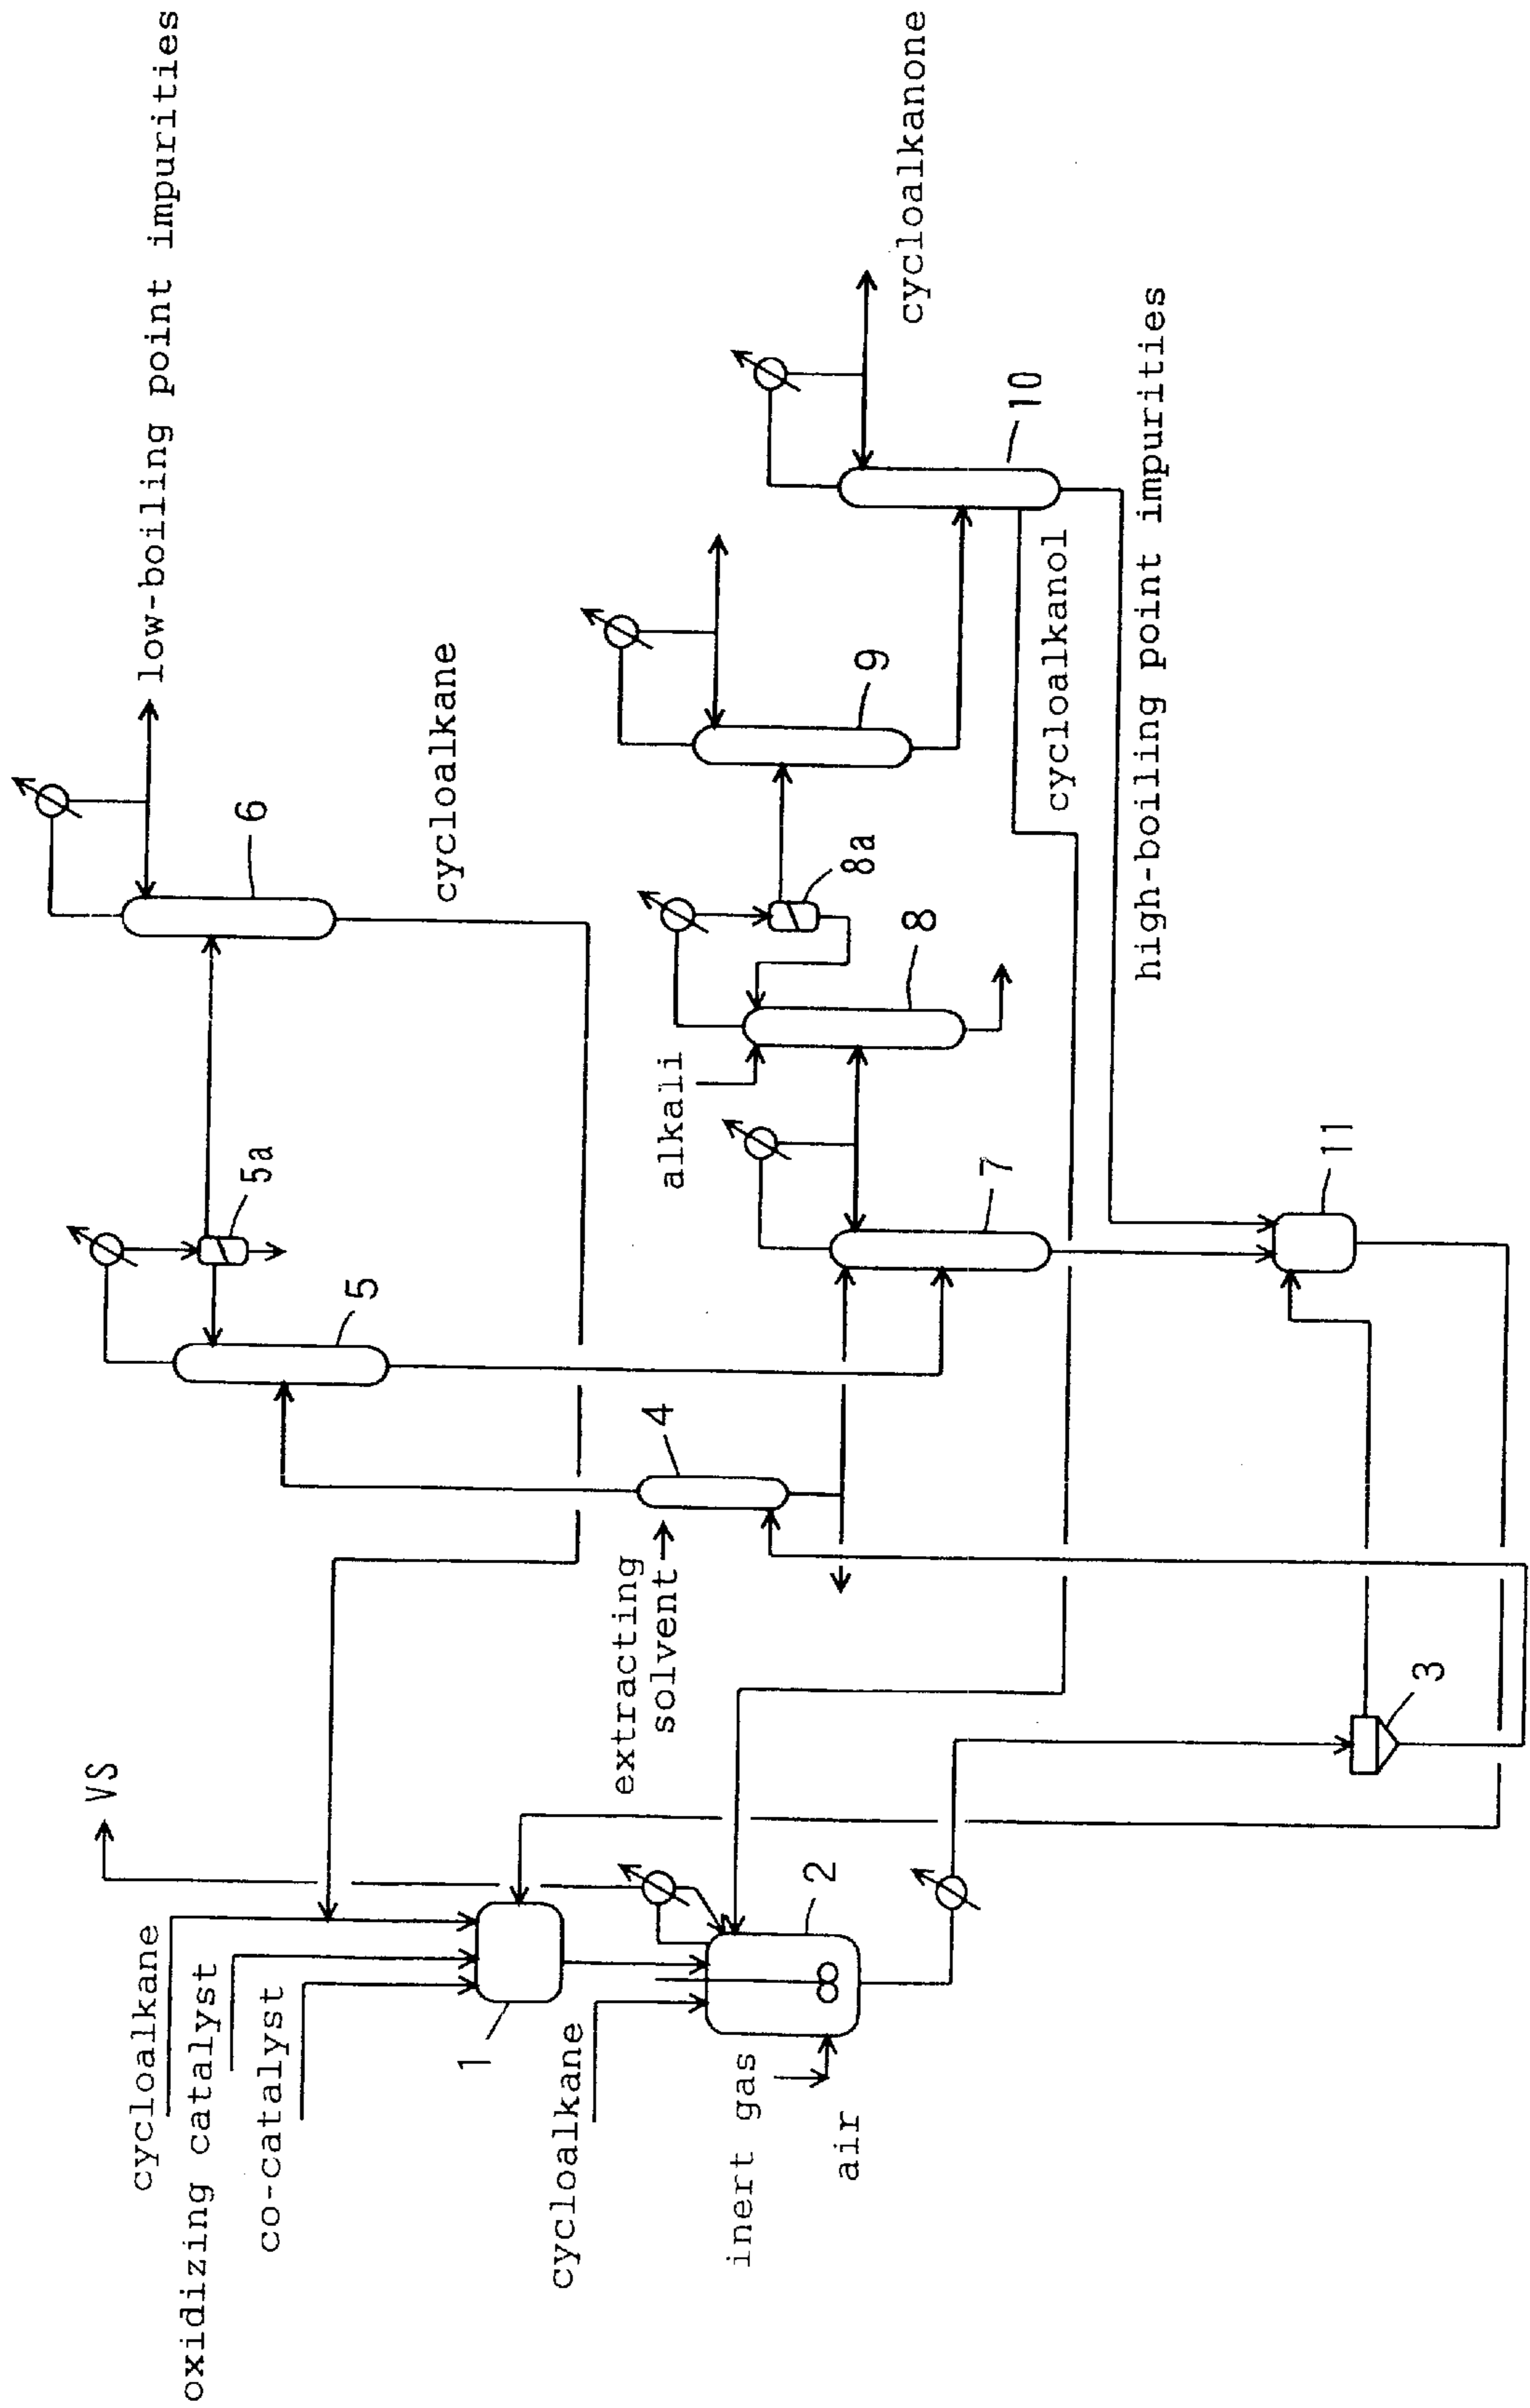 low-boiling point impurities
6
cycloalkane
5a
5
VS
cycloalkane
oxidizing catalyst
co-catalyst
1
cycloalkane
2
inert gas
air
extracting
solvent
4
alkali
7
8
8a
9
10
cycloalkanone
cycloalkanol
high-boiling point impurities
11
3